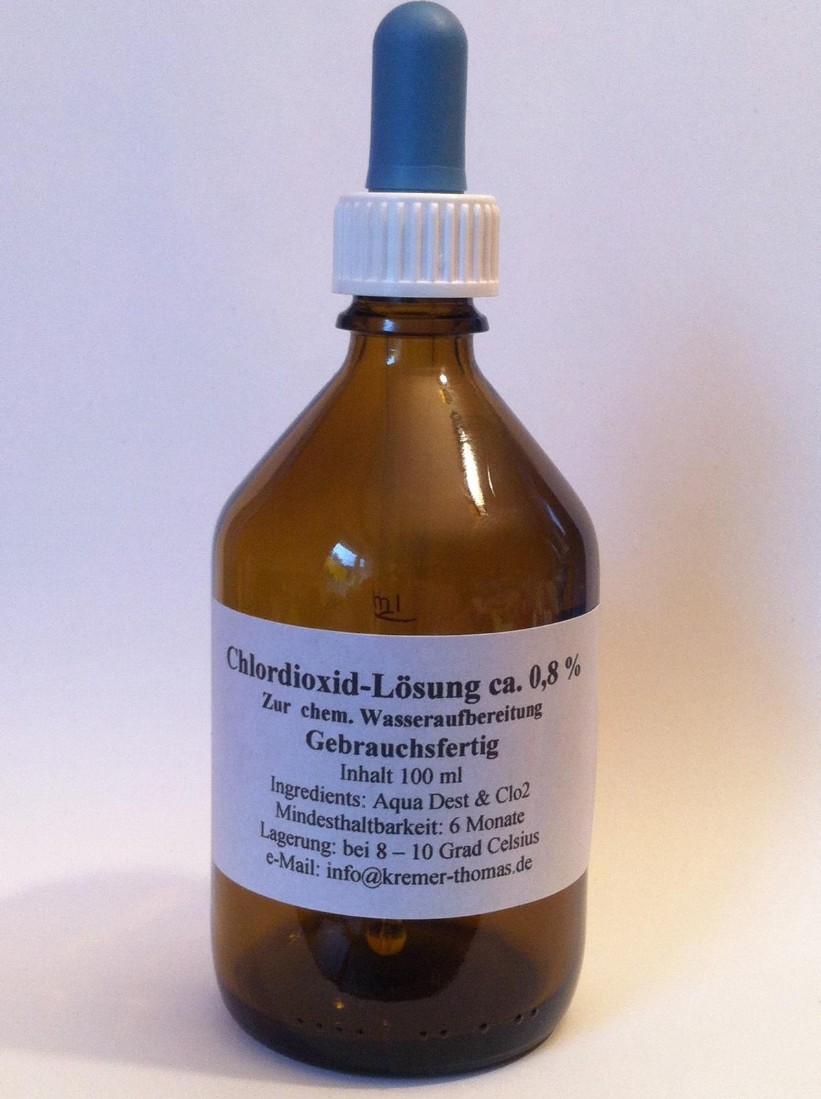 ml
Chlordioxid-Lösung ca. 0,8 %
Zur chem. Wasseraufbereitung
Gebrauchsfertig
Inhalt 100 ml
Ingredients: Aqua Dest & Clo2
Mindesthaltbarkeit: 6 Monate
Lagerung: bei 8 – 10 Grad Celsius
e-Mail: info@kremer-thomas.de